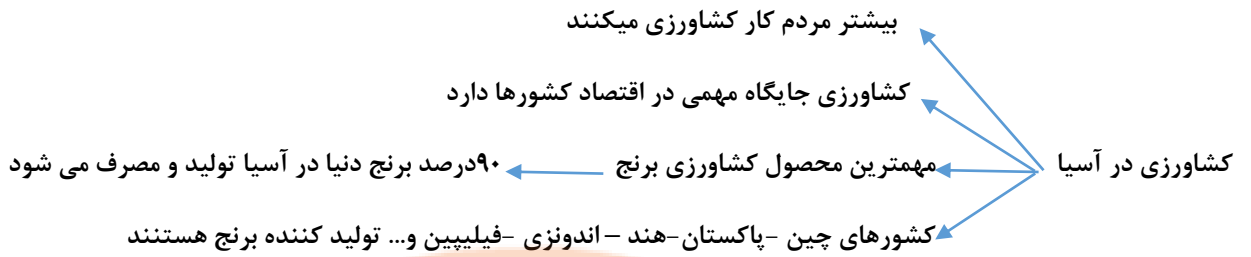 بیشتر مردم کار کشاورزی میکنند
کشاورزی جایگاه مهمی در اقتصاد کشورها دارد
کشاورزی در آسیا مهمترین محصول کشاورزی برنج ۹۰درصد برنج دنیا در آسیا تولید و مصرف می شود
کشورهای چین -پاکستان-هند – اندونزی -فیلیپین و... تولید کننده برنج هستنند